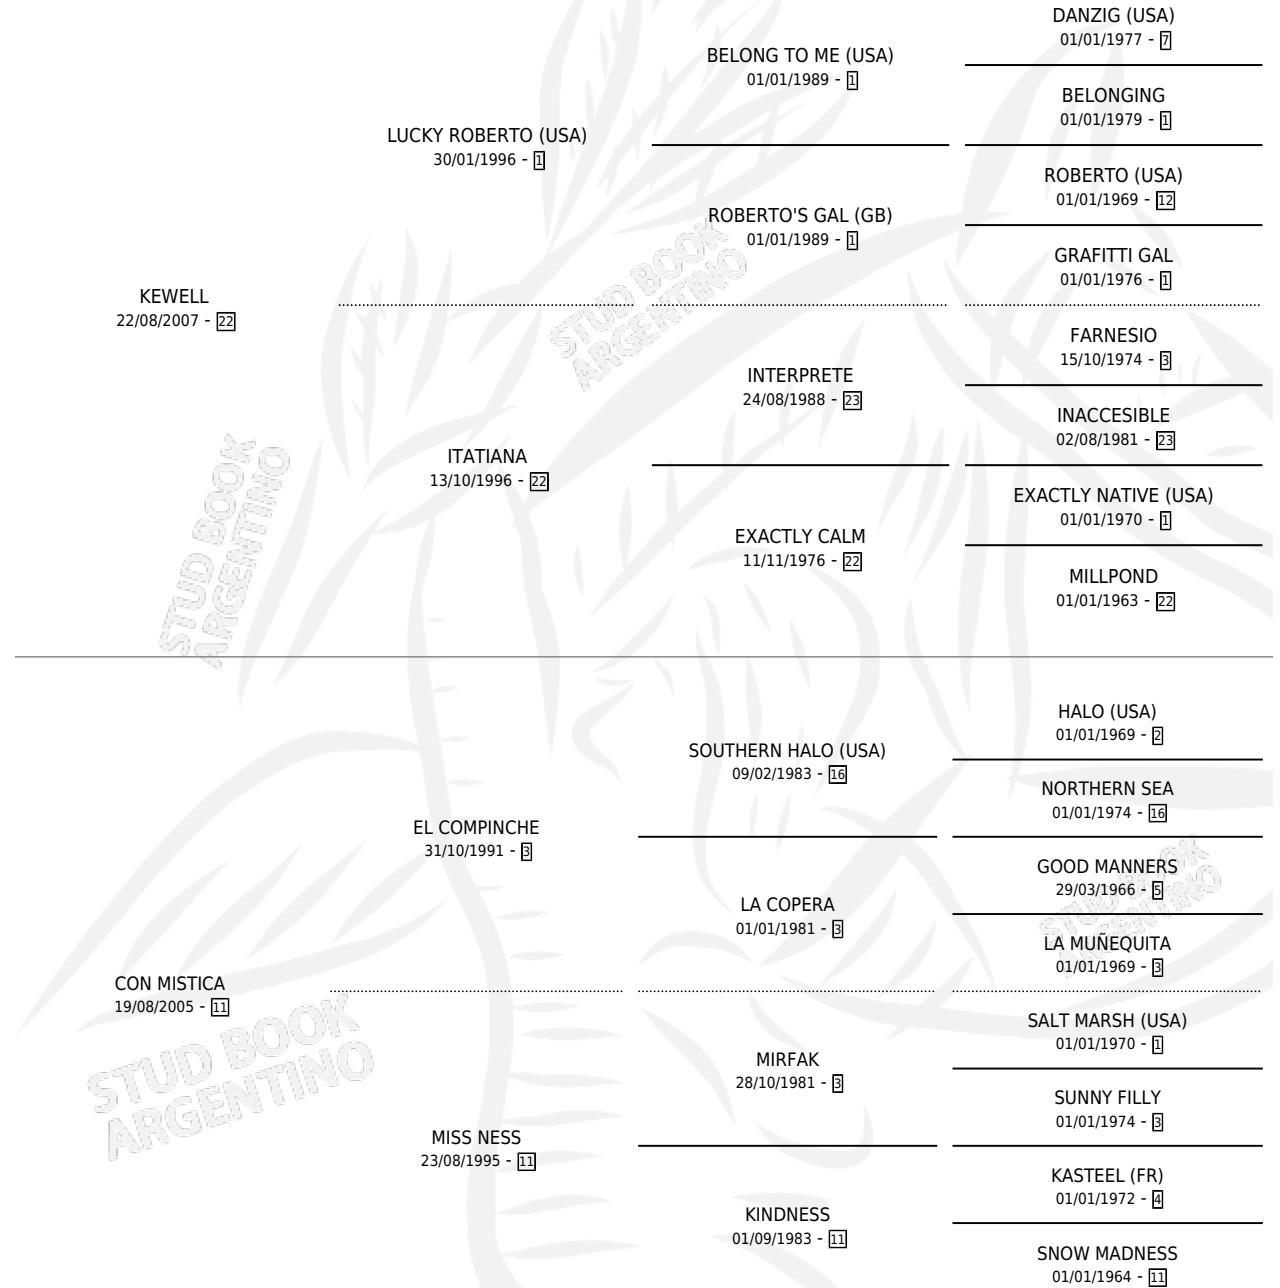 DANZIG (USA)
01/01/1977 - 7
BELONG TO ME (USA)
01/01/1989 - 1
BELONGING
01/01/1979 - 1
LUCKY ROBERTO (USA)
30/01/1996 - 1
ROBERTO (USA)
01/01/1969 - 12
ROBERTO'S GAL (GB)
01/01/1989 - 1
GRAFITTI GAL
01/01/1976 - 1
KEWELL
22/08/2007 - 22
FARNESIO
15/10/1974 - 3
INTERPRETE
24/08/1988 - 23
INACCESIBLE
02/08/1981 - 23
ITATIANA
13/10/1996 - 22
EXACTLY NATIVE (USA)
01/01/1970 - 1
EXACTLY CALM
11/11/1976 - 22
MILLPOND
01/01/1963 - 22
HALO (USA)
01/01/1969 - 2
SOUTHERN HALO (USA)
09/02/1983 - 16
NORTHERN SEA
01/01/1974 - 16
EL COMPINCHE
31/10/1991 - 3
GOOD MANNERS
29/03/1966 - 5
LA COPERA
01/01/1981 - 3
LA MUÑEQUITA
01/01/1969 - 3
CON MISTICA
19/08/2005 - 11
SALT MARSH (USA)
01/01/1970 - 1
MIRFAK
28/10/1981 - 3
SUNNY FILLY
01/01/1974 - 3
MISS NESS
23/08/1995 - 11
KASTEEL (FR)
01/01/1972 - 4
KINDNESS
01/09/1983 - 11
SNOW MADNESS
01/01/1964 - 11
STUD BOOK
ARGENTINO
STUD BOOK
ARGENTINO
STUD BOOK
ARGENTINO
STUD BOOK
ARGENTINO